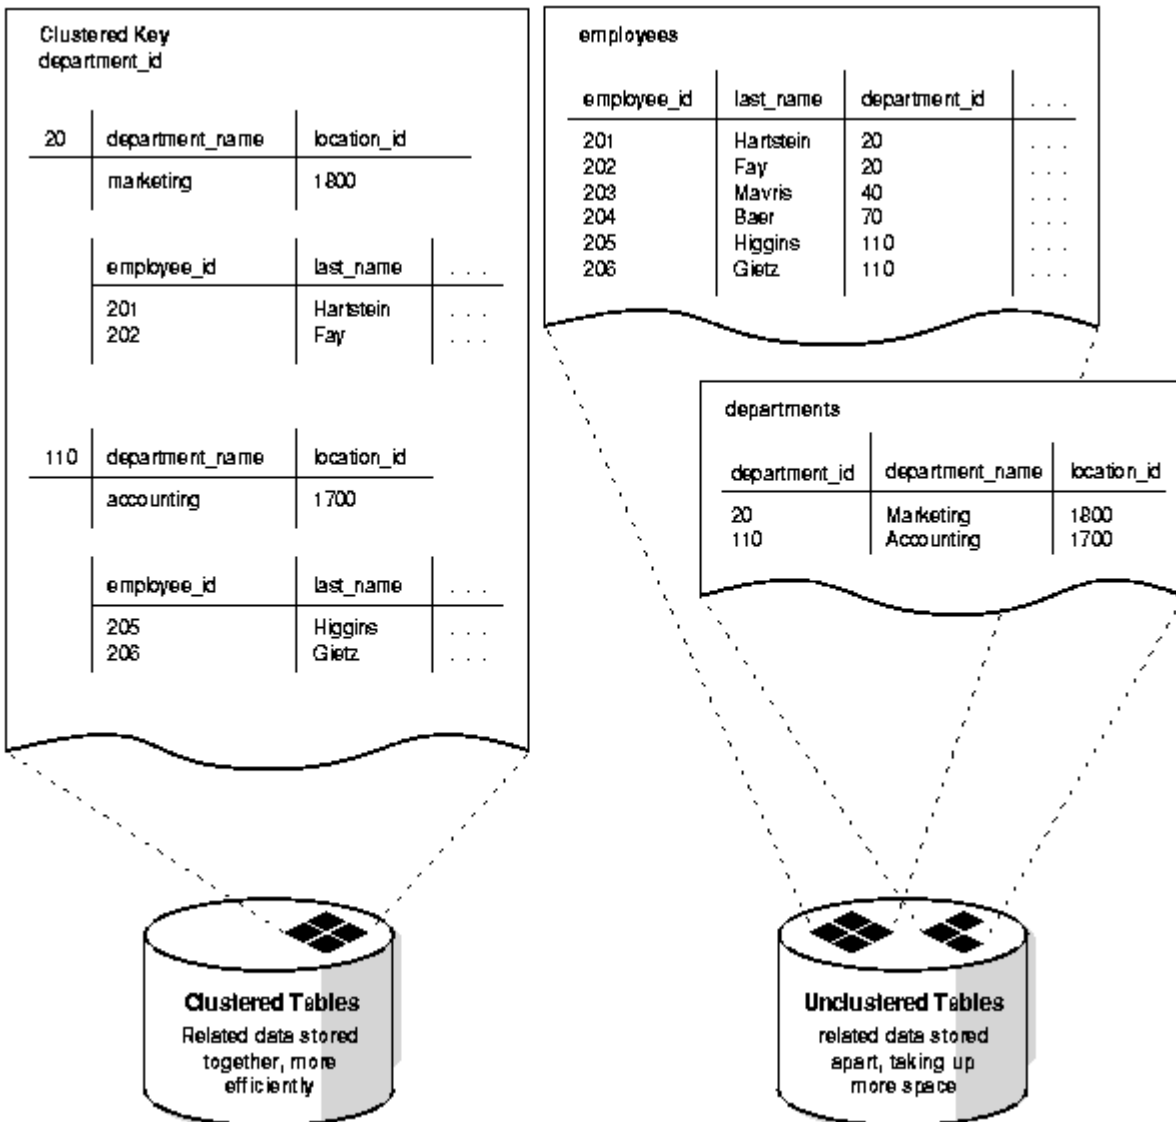 Clustered Key
department_id
20 department_name location_id
marketing 1800
employee_id last_name . . .
201 Hartstein . . .
202 Fay . . .
110 department_name location_id
accounting 1700
employee_id last_name . . .
205 Higgins . . .
206 Gietz . . .
employees
employee_id last_name department_id . . .
201 Hartstein 20 . . .
202 Fay 20 . . .
203 Mavris 40 . . .
204 Baer 70 . . .
205 Higgins 110 . . .
206 Gietz 110 . . .
departments
department_id department_name location_id
20 Marketing 1800
110 Accounting 1700
Clustered Tables
Related data stored
together, more
efficiently
Unclustered Tables
related data stored
apart, taking up
more space